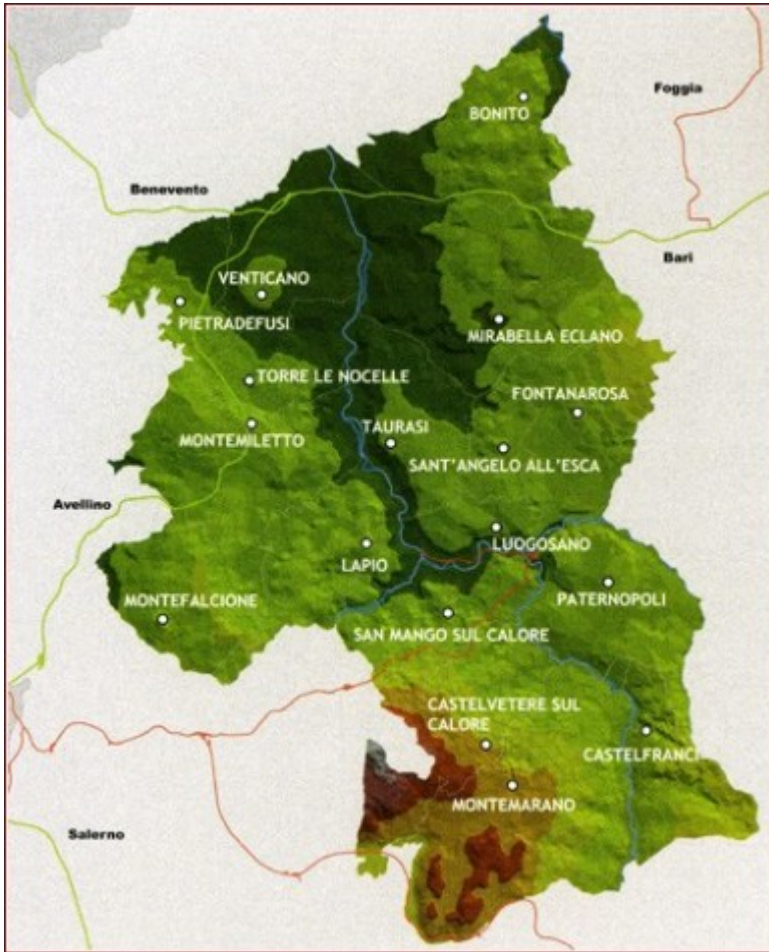 Foggia
BONITO
Benevento
Bari
VENTICANO
PIETRADEFUSI
MIRABELLA ECLANO
TORRE LE NOCELLE
FONTANAROSA
MONTEMILETTO
TAURASI
SANT'ANGELO ALL'ESCA
Avellino
LUOGOSANO
LAPIO
PATERNOPOLI
MONTEFALCIONE
SAN MANGO SUL CALORE
CASTELVETERE SUL
CALORE
CASTELFRANCI
MONTEMARANO
Salerno